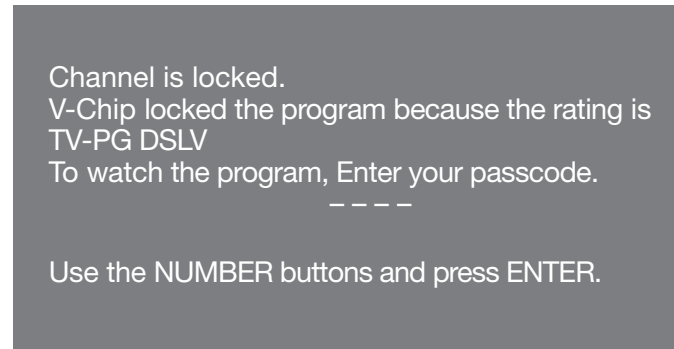 Channel is locked.
V-Chip locked the program because the rating is
TV-PG DSLV
To watch the program, Enter your passcode.
– – – –
Use the NUMBER buttons and press ENTER.